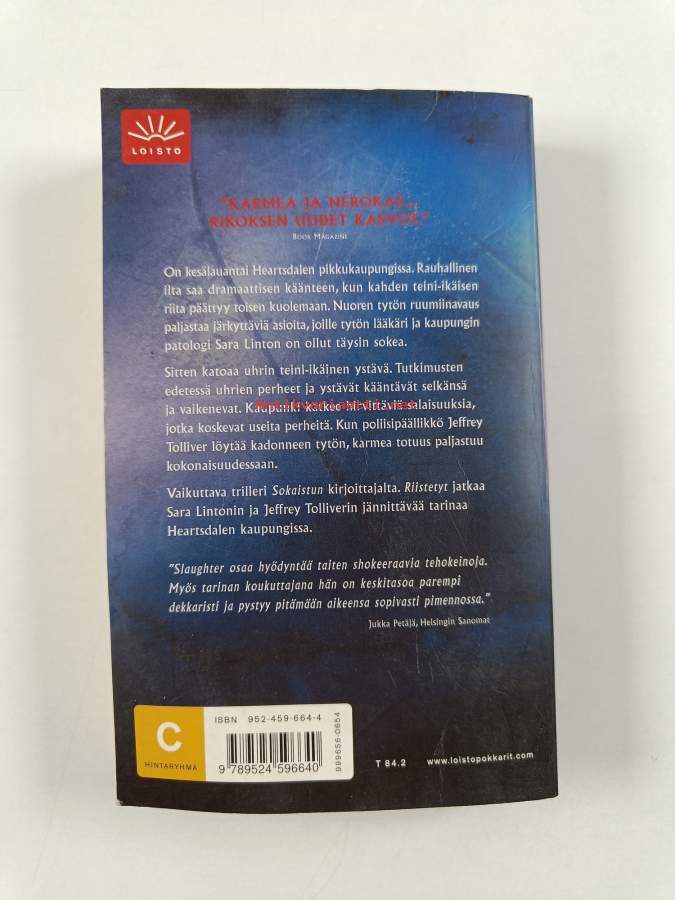 LOISTO
"KARMEA JA NEROKAS...
RIKOKSEN UUDET KASVOT."
BOOK MAGAZINE
On kesälauantai Heartsdalen pikkukaupungissa. Rauhallinen
ilta saa dramaattisen käänteen, kun kahden teini-ikäisen
riita päättyy toisen kuolemaan. Nuoren tytön ruumiinavaus
paljastaa järkyttäviä asioita, joille tytön lääkäri ja kaupungin
patologi Sara Linton on ollut täysin sokea.
Sitten katoaa uhrin teini-ikäinen ystävä. Tutkimusten
edetessä uhrien perheet ja ystävät kääntävät selkänsä
ja vaikenevat. Kaupunki kätkee hirvittäviä salaisuuksia,
jotka koskevat useita perheitä. Kun poliisipäällikkö Jeffrey
Tolliver löytää kadonneen tytön, karmea totuus paljastuu
kokonaisuudessaan.
Vaikuttava trilleri Sokaistun kirjoittajalta. Riistetyt jatkaa
Sara Lintonin ja Jeffrey Tolliverin jännittävää tarinaa
Heartsdalen kaupungissa.
"Slaughter osaa hyödyntää taiten shokeeraavia tehokeinoja.
Myös tarinan koukuttajana hän on keskitasoa parempi
dekkaristi ja pystyy pitämään aikeensa sopivasti pimennossa."
JUKKA PETÄJÄ, HELSINGIN SANOMAT
C
HINTARYHMÄ
ISBN 952-459-664-4
9 789524 596640
999656-0654
T 84.2
www.loistopokkarit.com